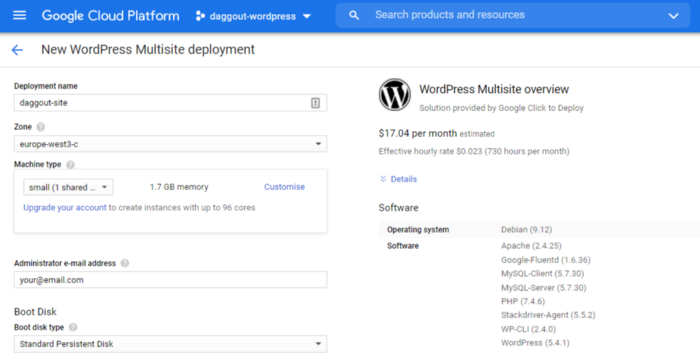 Google Cloud Platform
daggout-wordpress
Search products and resources
New WordPress Multisite deployment
Deployment name
daggout-site
Zone
europe-west3-c
Machine type
small (1 shared ...
1.7 GB memory
Customise
Upgrade your account to create instances with up to 96 cores
Administrator e-mail address
your@email.com
Boot Disk
Boot disk type
Standard Persistent Disk
WordPress Multisite overview
Solution provided by Google Click to Deploy
$17.04 per month estimated
Effective hourly rate $0.023 (730 hours per month)
Details
Software
Operating system Debian (9.12)
Software Apache (2.4.25)
Google-Fluentd (1.6.36)
MySQL-Client (5.7.30)
MySQL-Server (5.7.30)
PHP (7.4.6)
Stackdriver-Agent (5.5.2)
WP-CLI (2.4.0)
WordPress (5.4.1)